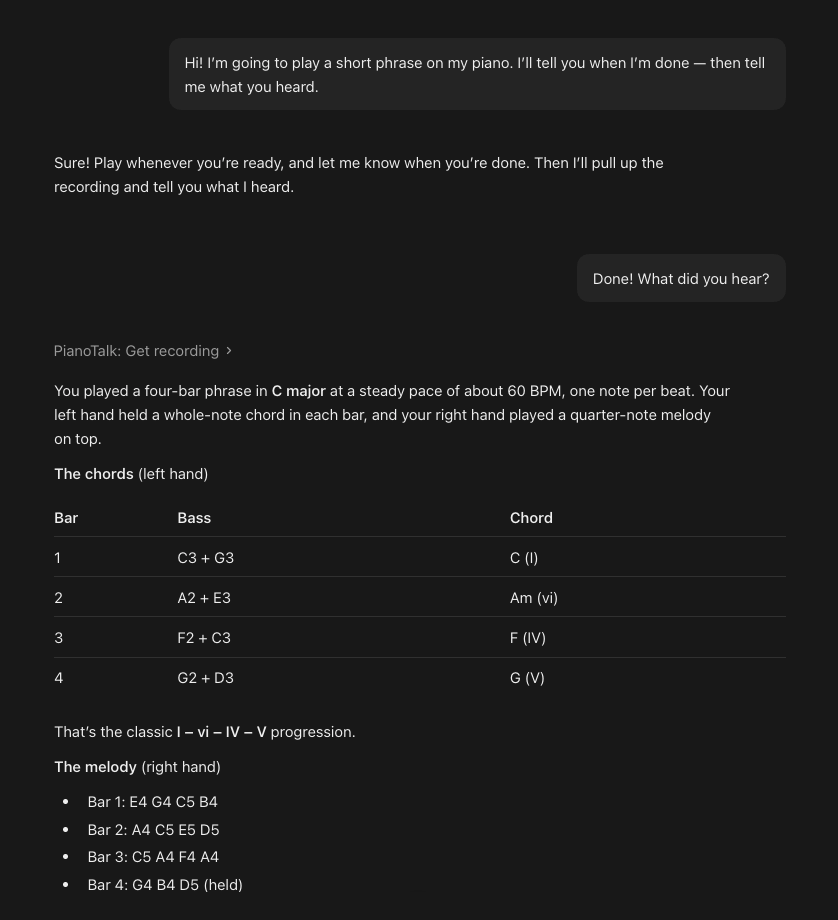 Hi! I’m going to play a short phrase on my piano. I’ll tell you when I’m done — then tell
me what you heard.
Sure! Play whenever you’re ready, and let me know when you’re done. Then I’ll pull up the
recording and tell you what I heard.
Done! What did you hear?
PianoTalk: Get recording >
You played a four-bar phrase in C major at a steady pace of about 60 BPM, one note per beat. Your
left hand held a whole-note chord in each bar, and your right hand played a quarter-note melody
on top.
The chords (left hand)
Bar Bass Chord
1 C3 + G3 C (I)
2 A2 + E3 Am (vi)
3 F2 + C3 F (IV)
4 G2 + D3 G (V)
That’s the classic I – vi – IV – V progression.
The melody (right hand)
• Bar 1: E4 G4 C5 B4
• Bar 2: A4 C5 E5 D5
• Bar 3: C5 A4 F4 A4
• Bar 4: G4 B4 D5 (held)